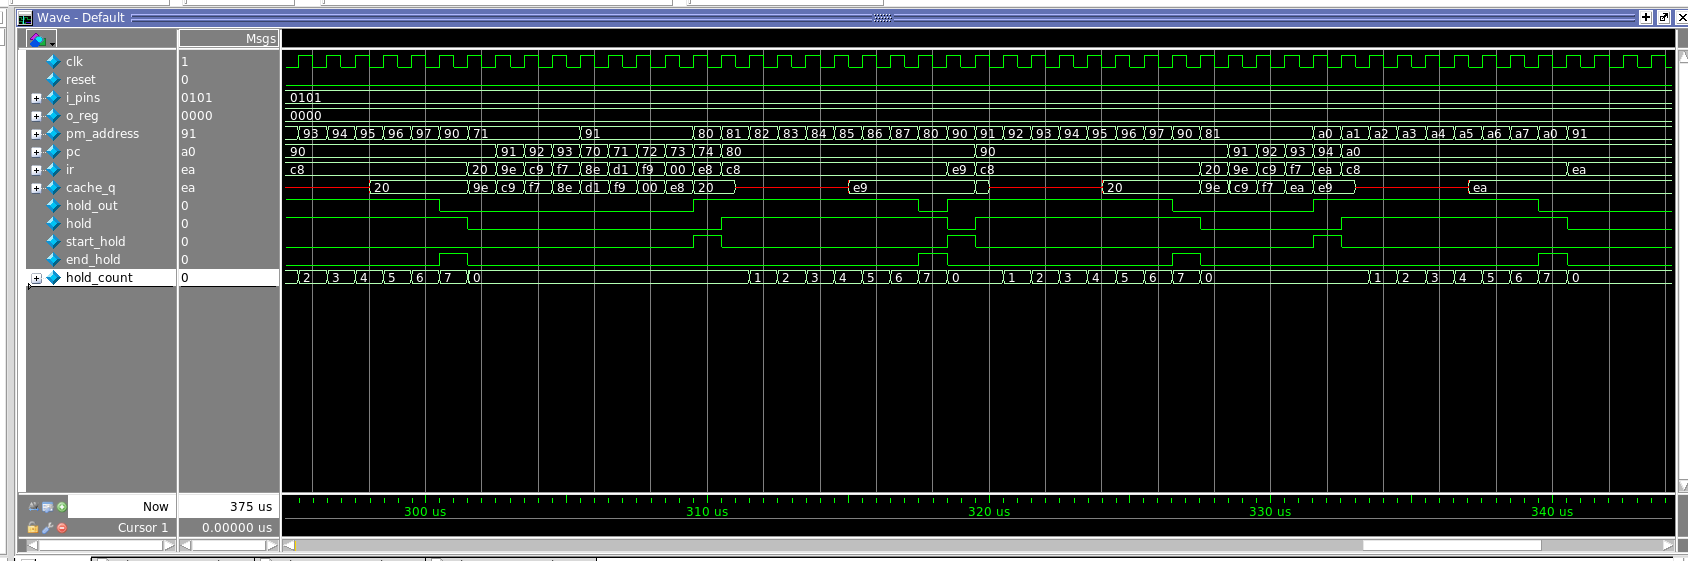 Wave - Default
Msgs
clk 1
reset 0
i_pins 0101 0101
o_reg 0000 0000
pm_address 91 93 94 95 96 97 90 71 91 80 81 82 83 84 85 86 87 80 90 91 92 93 94 95 96 97 90 81 a0 a1 a2 a3 a4 a5 a6 a7 a0 91
pc a0 90 91 92 93 70 71 72 73 74 80 90 91 92 93 94 a0
ir ea c8 20 9e c9 f7 8e d1 f9 00 e8 c8 e9 c8 20 9e c9 f7 ea c8 ea
cache_q ea 20 9e c9 f7 8e d1 f9 00 e8 20 e9 20 9e c9 f7 ea e9 ea
hold_out 0
hold 0
start_hold 0
end_hold 0
hold_count 0 2 3 4 5 6 7 0 1 2 3 4 5 6 7 0 1 2 3 4 5 6 7 0 1 2 3 4 5 6 7 0
Now 375 us
300 us 310 us 320 us 330 us 340 us
Cursor 1 0.00000 us